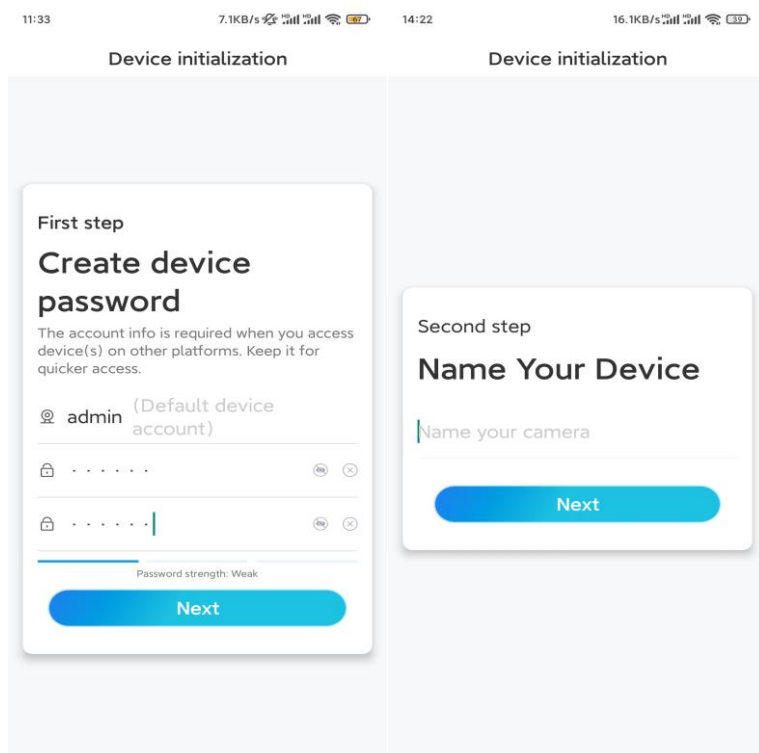 11:33
7.1KB/s
67
Device initialization
First step
Create device
password
The account info is required when you access
device(s) on other platforms. Keep it for
quicker access.
admin
(Default device
account)
Password strength: Weak
Next
14:22
16.1KB/s
39
Device initialization
Second step
Name Your Device
Name your camera
Next